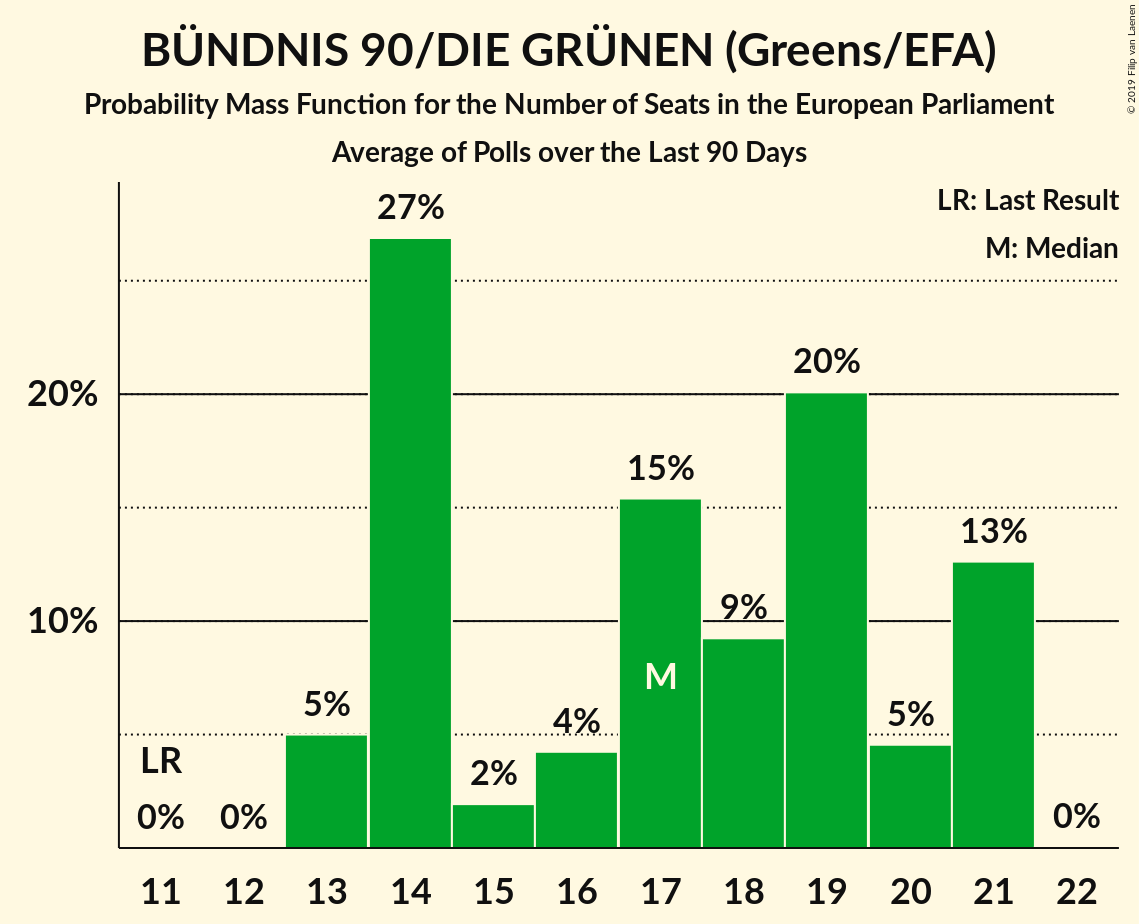 BÜNDNIS 90/DIE GRÜNEN (Greens/EFA)
Probability Mass Function for the Number of Seats in the European Parliament
Average of Polls over the Last 90 Days
© 2019 Filip van Laenen
LR: Last Result
M: Median
27%
20%
20%
15%
13%
10%
9%
M
5%
5%
4%
2%
LR
0%
0%
0%
11 12 13 14 15 16 17 18 19 20 21 22